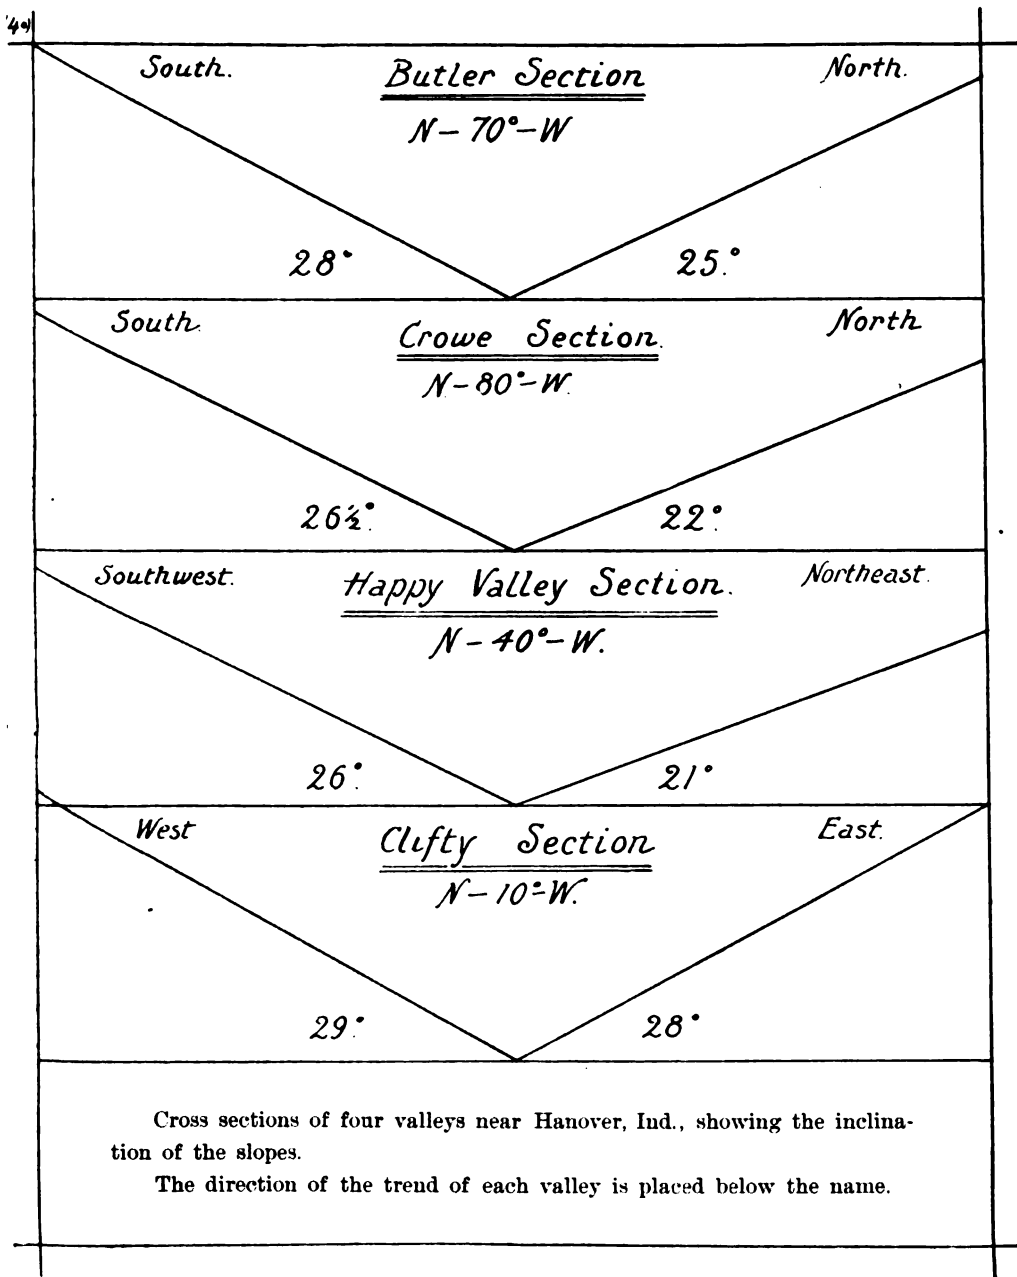 South. Butler Section North.
N–70°–W
28° 25.°
South. Crowe Section. North
N–80°–W.
26½°. 22°.
Southwest. Happy Valley Section. Northeast.
N–40°–W.
26°. 21°
West Clifty Section East.
N–10°–W.
29°. 28°
Cross sections of four valleys near Hanover, Ind., showing the inclina-
tion of the slopes.
The direction of the trend of each valley is placed below the name.